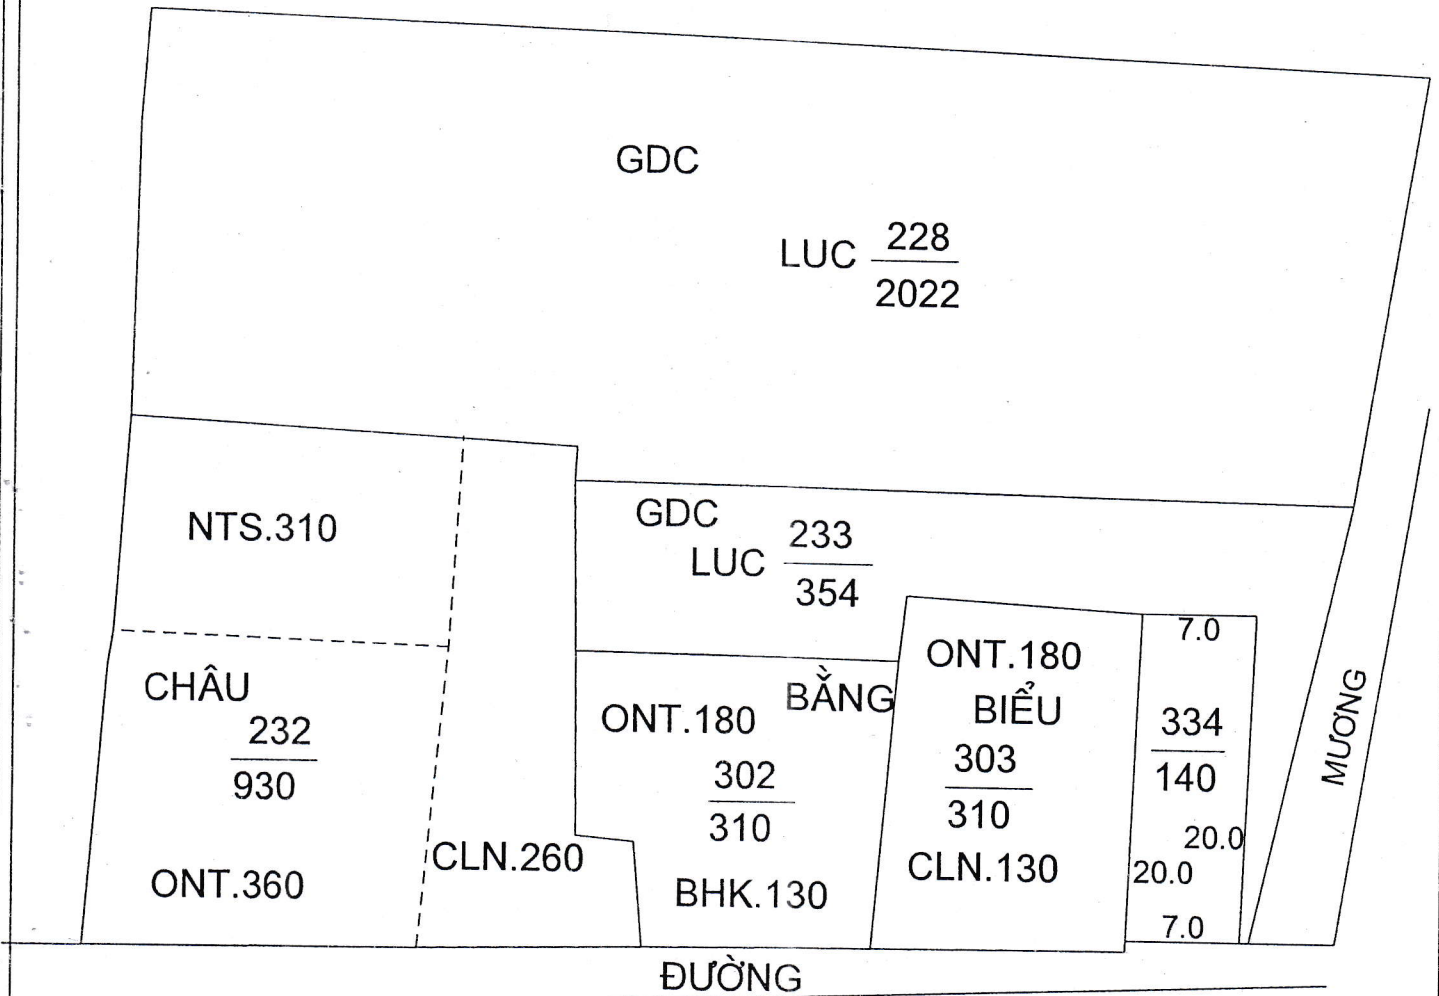 GDC
LUC 228
2022
NTS.310
GDC
LUC 233
354
CHÂU
232
930
ONT.360
CLN.260
ONT.180
BẰNG
302
310
BHK.130
ONT.180
BIỂU
303
310
CLN.130
7.0
334
140
20.0
20.0
7.0
MƯƠNG
ĐƯỜNG